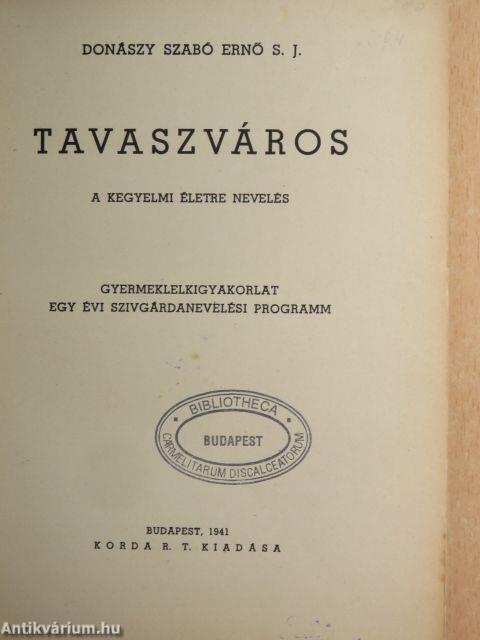 DONÁSZY SZABÓ ERNŐ S. J.
TAVASZVÁROS
A KEGYELMI ÉLETRE NEVELÉS
GYERMEKLELKIGYAKORLAT
EGY ÉVI SZIVGÁRDANEVELÉSI PROGRAMM
BIBLIOTHECA
BUDAPEST
CARMELITARUM DISCALCEATORUM
BUDAPEST, 1941
KORDA R. T. KIADÁSA
Antikvárium.hu